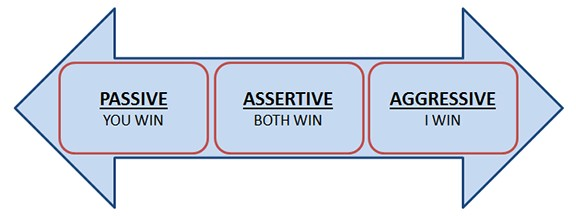 PASSIVE
YOU WIN
ASSERTIVE
BOTH WIN
AGGRESSIVE
I WIN